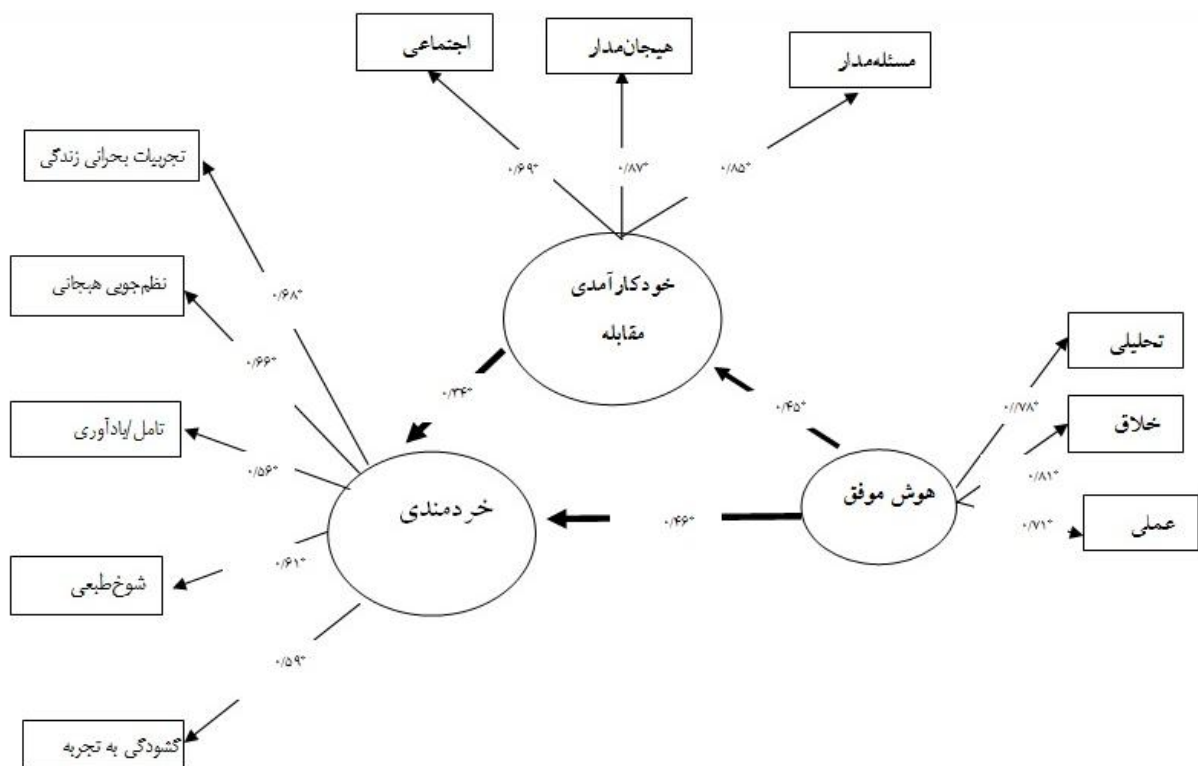 اجتماعی
هیجان‌مدار
مسئله‌مدار
۰/۶۹*
۰/۸۷*
۰/۸۵*
تجربیات بحرانی زندگی
نظم‌جویی هیجانی
تامل/یادآوری
شوخ‌طبعی
گشودگی به تجربه
۰/۶۸*
۰/۶۶*
۰/۵۶*
۰/۶۱*
۰/۵۹*
خودکارآمدی
مقابله
۰/۳۴*
۰/۴۵*
خردمندی
۰/۴۶*
هوش موفق
تحلیلی
خلاق
عملی
۰//۷۸*
۰/۸۱*
۰/۷۱*